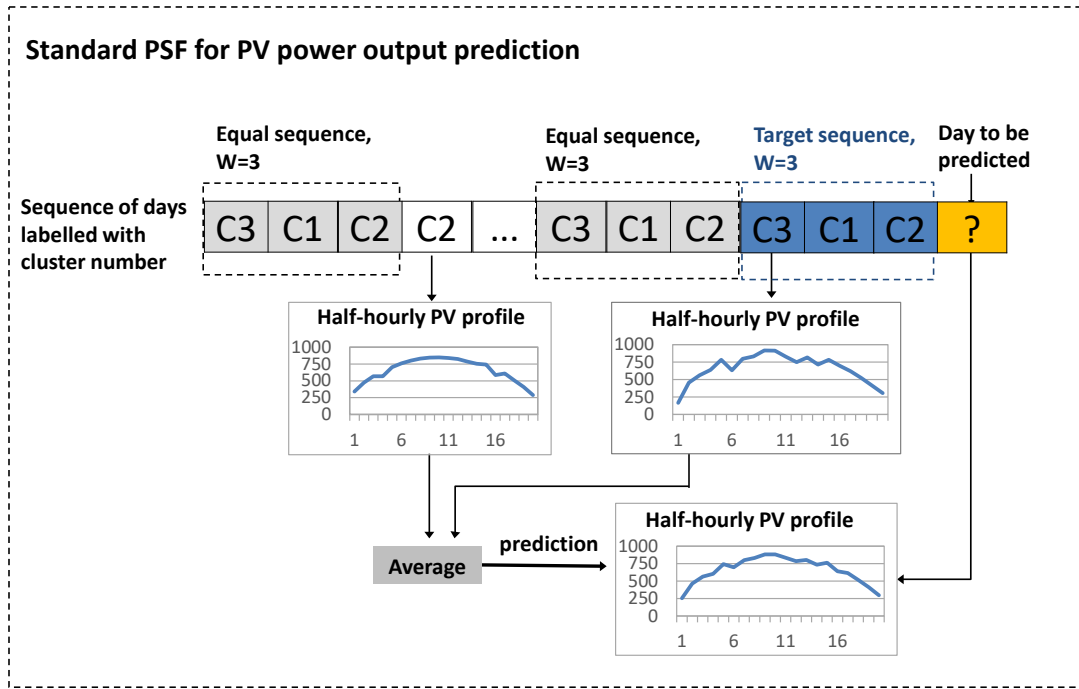 Standard PSF for PV power output prediction
Equal sequence,
W=3
Equal sequence,
W=3
Target sequence,
W=3
Day to be
predicted
Sequence of days
labelled with
cluster number
C3 C1 C2 C2 ... C3 C1 C2 C3 C1 C2 ?
Half-hourly PV profile
1000
750
500
250
0
1 6 11 16
Half-hourly PV profile
1000
750
500
250
0
1 6 11 16
Average
prediction
Half-hourly PV profile
1000
750
500
250
0
1 6 11 16